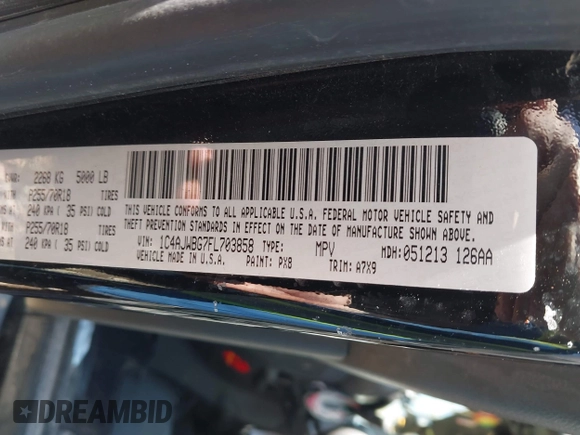 2268 KG 5000 LB
P255/70R18 TIRES
240 KPA ( 35 PSI) COLD
P255/70R18 TIRES
240 KPA ( 35 PSI) COLD
THIS VEHICLE CONFORMS TO ALL APPLICABLE U.S.A. FEDERAL MOTOR VEHICLE SAFETY AND
THEFT PREVENTION STANDARDS IN EFFECT ON THE DATE OF MANUFACTURE SHOWN ABOVE.
VIN: 1C4AJWBG7FL703858 TYPE: MPV MDH: 051213 126AA
VEHICLE MADE IN U.S.A. PAINT: PX8 TRIM: A7X9
DREAMBID